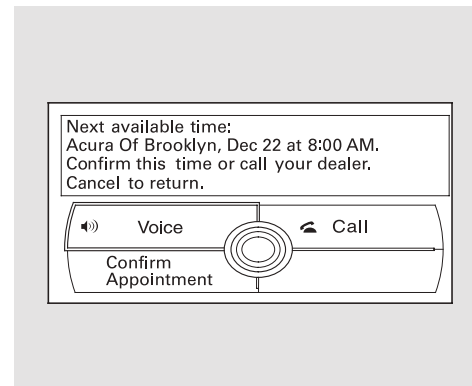 Next available time:
Acura Of Brooklyn, Dec 22 at 8:00 AM.
Confirm this time or call your dealer.
Cancel to return.
Voice
Call
Confirm
Appointment